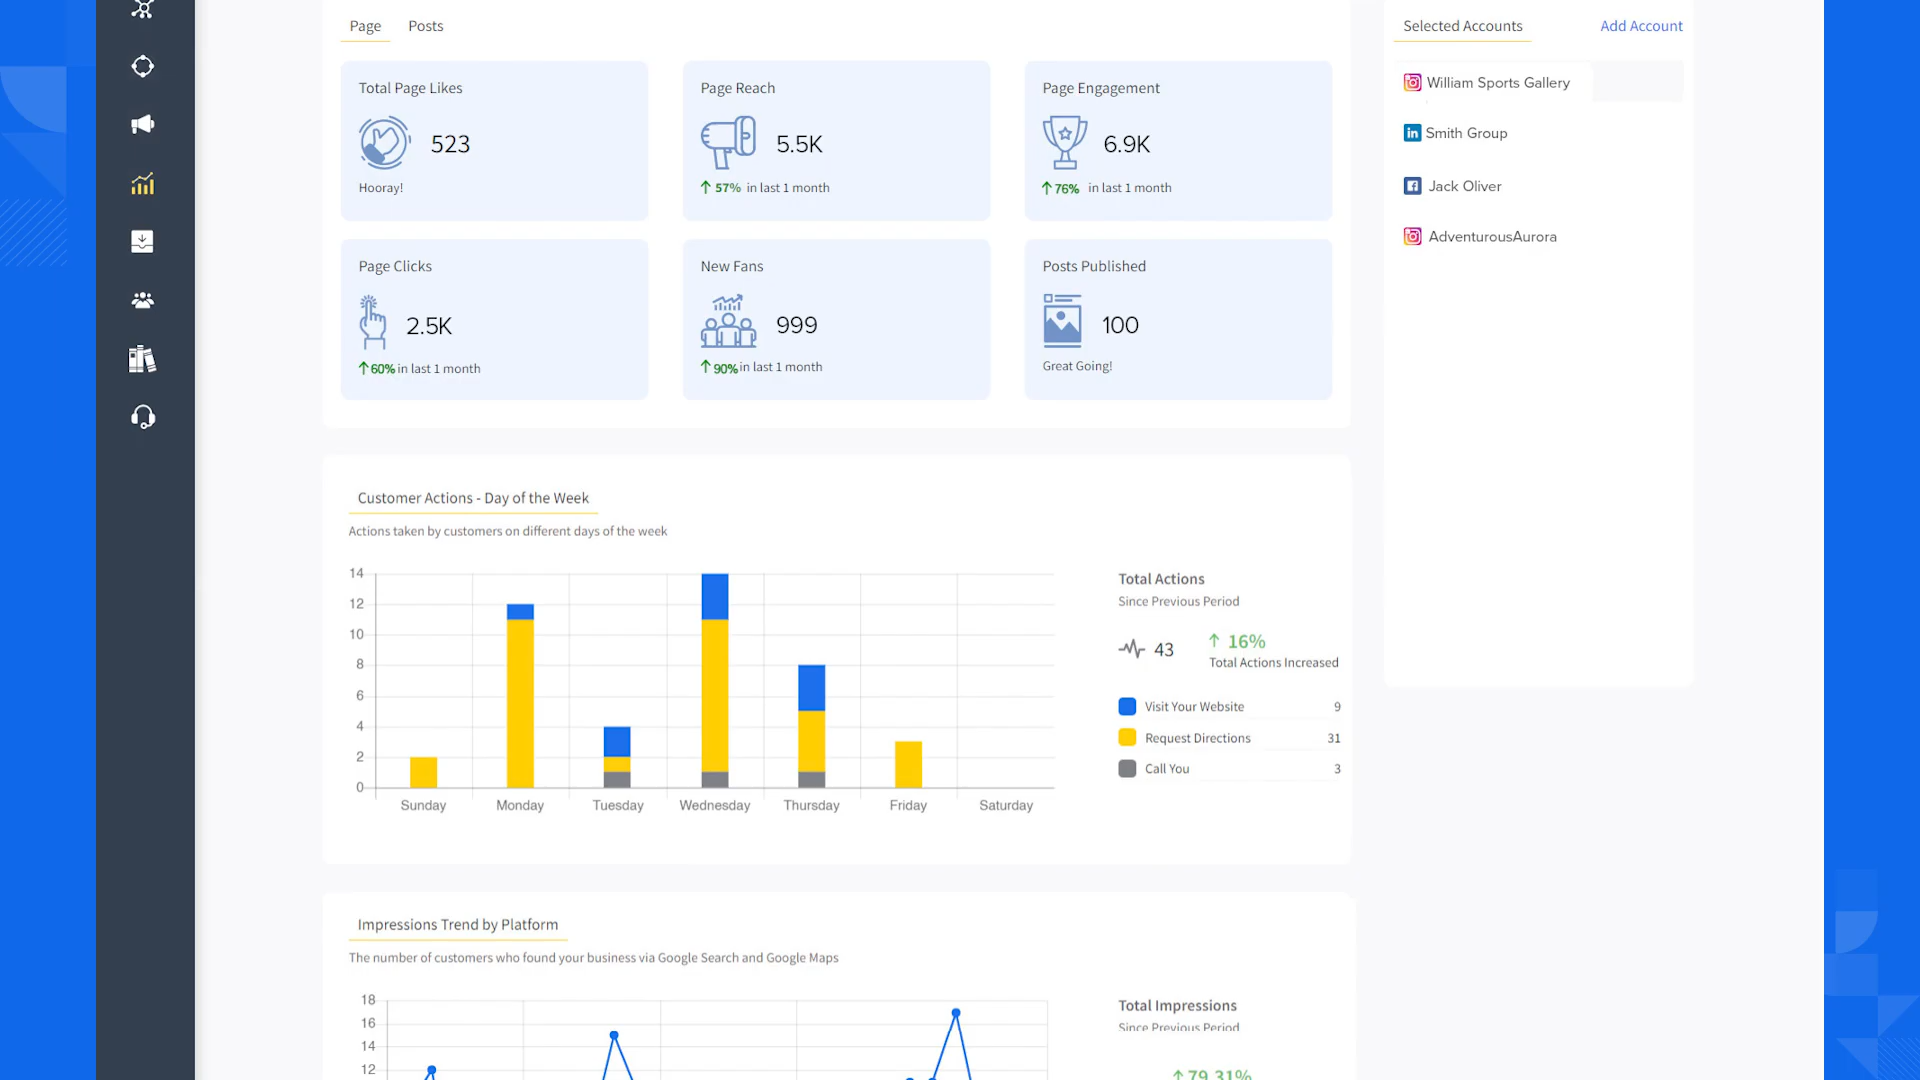 Page
Posts
Total Page Likes
523
Hooray!
Page Reach
5.5K
57% in last 1 month
Page Engagement
6.9K
76% in last 1 month
Page Clicks
2.5K
60% in last 1 month
New Fans
999
90% in last 1 month
Posts Published
100
Great Going!
Selected Accounts
Add Account
William Sports Gallery
in Smith Group
Jack Oliver
AdventurousAurora
Customer Actions - Day of the Week
Actions taken by customers on different days of the week
14
12
10
8
6
4
2
0
Sunday
Monday
Tuesday
Wednesday
Thursday
Friday
Saturday
Total Actions
Since Previous Period
43
16%
Total Actions Increased
Visit Your Website 9
Request Directions 31
Call You 3
Impressions Trend by Platform
The number of customers who found your business via Google Search and Google Maps
18
16
14
12
Total Impressions
Since Previous Period
79.31%